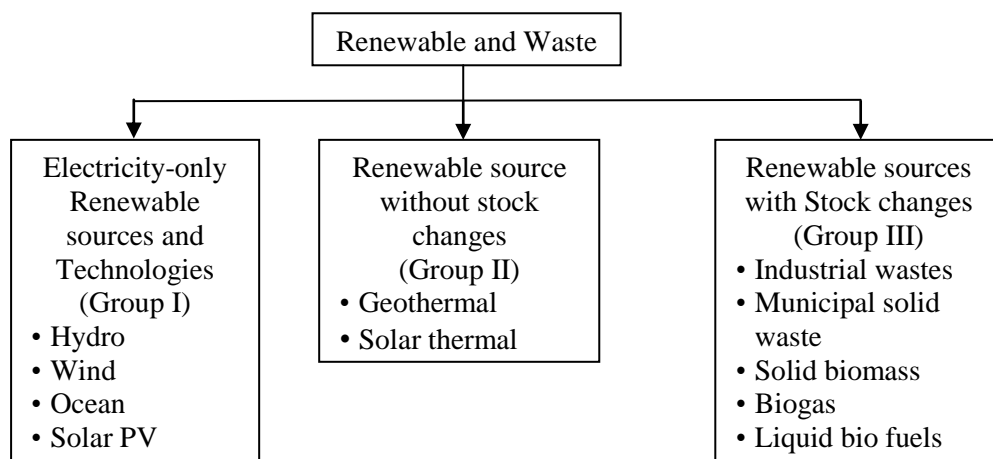 Renewable and Waste
Electricity-only
Renewable
sources and
Technologies
(Group I)
• Hydro
• Wind
• Ocean
• Solar PV
Renewable source
without stock
changes
(Group II)
• Geothermal
• Solar thermal
Renewable sources
with Stock changes
(Group III)
• Industrial wastes
• Municipal solid
waste
• Solid biomass
• Biogas
• Liquid bio fuels